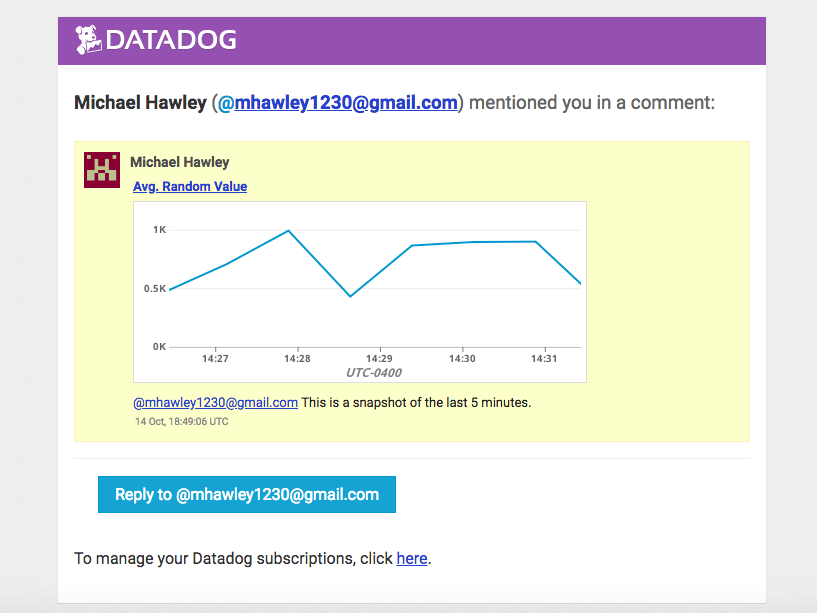 DATADOG
Michael Hawley (@mhawley1230@gmail.com) mentioned you in a comment:
Michael Hawley
Avg. Random Value
1K
0.5K
0K
14:27 14:28 14:29 14:30 14:31
UTC-0400
@mhawley1230@gmail.com This is a snapshot of the last 5 minutes.
14 Oct, 18:49:06 UTC
Reply to @mhawley1230@gmail.com
To manage your Datadog subscriptions, click here.